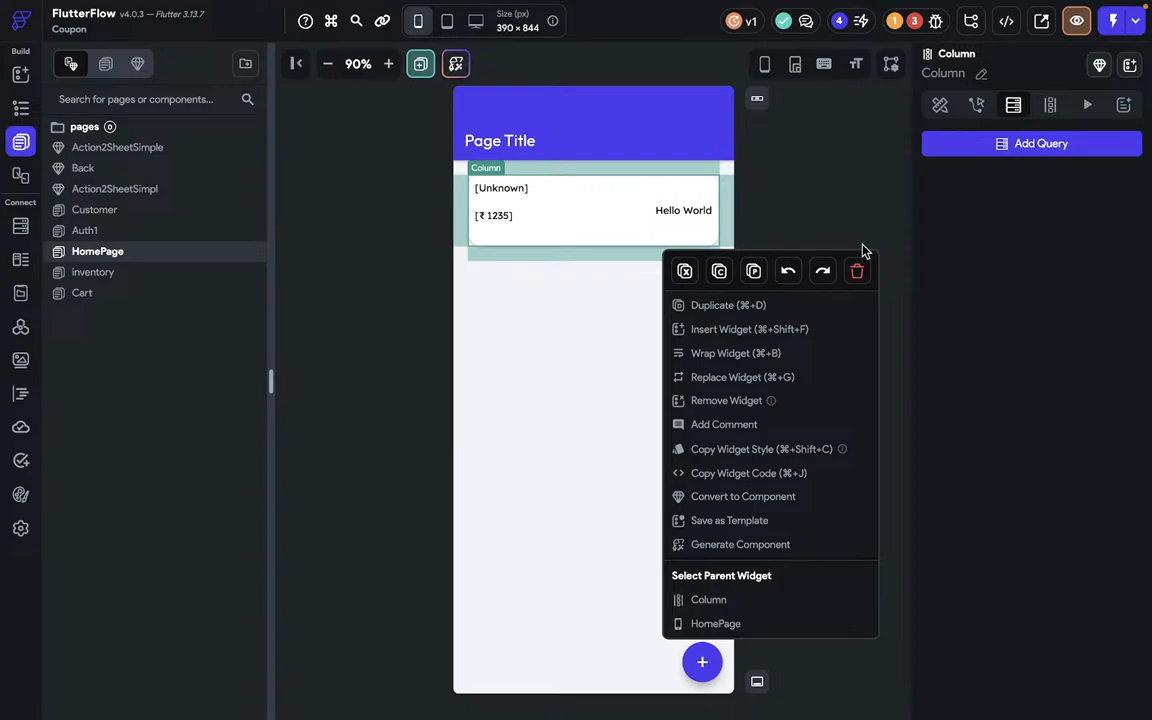 FlutterFlow v4.0.3 – Flutter 3.13.7
Coupon
Size (px)
390 × 844
v1
4
1
3
Build
Connect
Search for pages or components...
pages 0
Action2SheetSimple
Back
Action2SheetSimpl
Customer
Auth1
HomePage
inventory
Cart
90%
Page Title
Column
[Unknown]
[₹ 1235]
Hello World
Duplicate (⌘+D)
Insert Widget (⌘+Shift+F)
Wrap Widget (⌘+B)
Replace Widget (⌘+G)
Remove Widget
Add Comment
Copy Widget Style (⌘+Shift+C)
Copy Widget Code (⌘+J)
Convert to Component
Save as Template
Generate Component
Select Parent Widget
Column
HomePage
Column
Column
Add Query